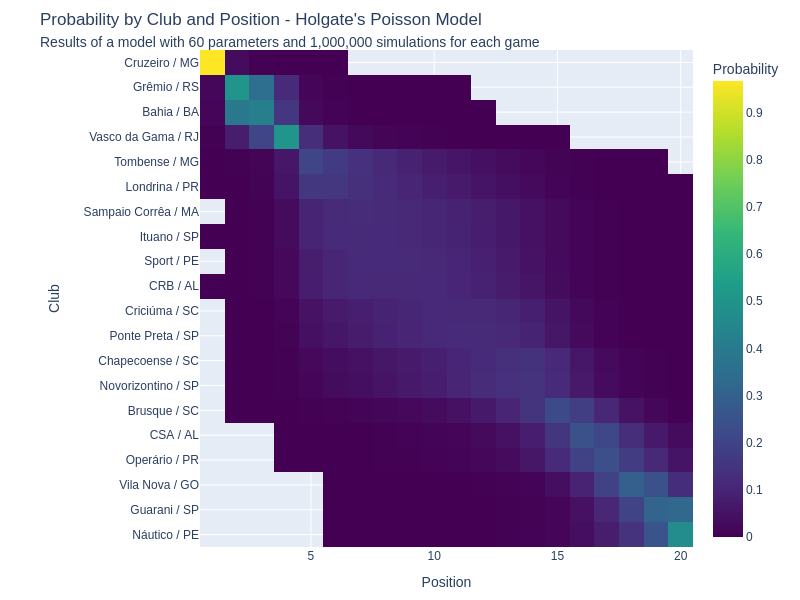 Probability by Club and Position - Holgate's Poisson Model
Results of a model with 60 parameters and 1,000,000 simulations for each game
Probability
Cruzeiro / MG
Grêmio / RS
Bahia / BA
Vasco da Gama / RJ
Tombense / MG
Londrina / PR
Sampaio Corrêa / MA
Ituano / SP
Sport / PE
CRB / AL
Criciúma / SC
Ponte Preta / SP
Chapecoense / SC
Novorizontino / SP
Brusque / SC
CSA / AL
Operário / PR
Vila Nova / GO
Guarani / SP
Náutico / PE
Club
5
10
15
20
Position
0.9
0.8
0.7
0.6
0.5
0.4
0.3
0.2
0.1
0